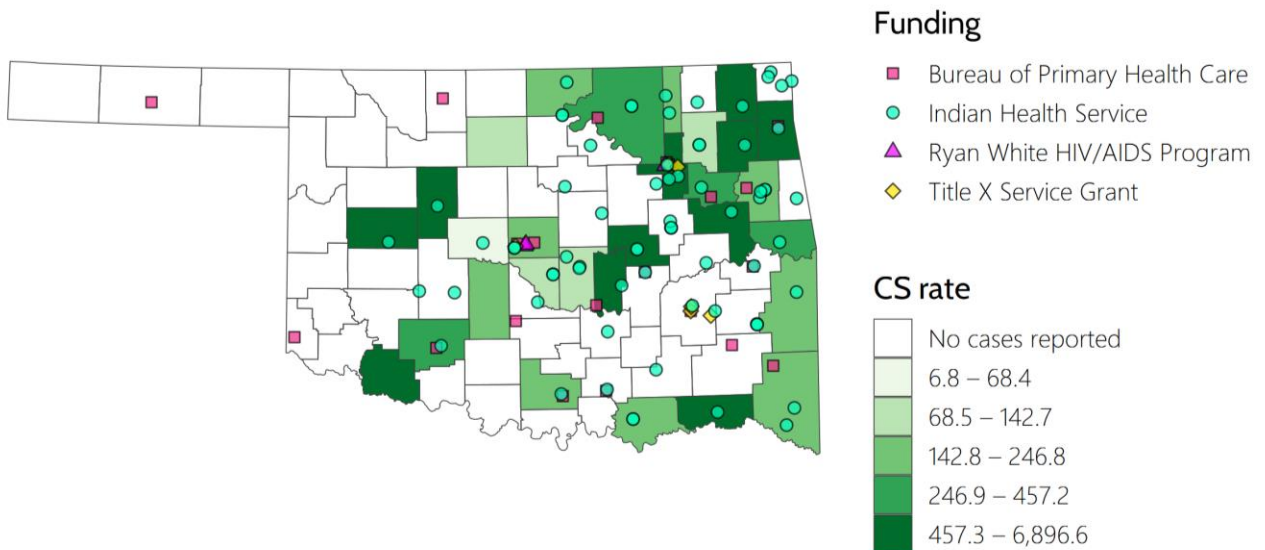 Funding
Bureau of Primary Health Care
Indian Health Service
Ryan White HIV/AIDS Program
Title X Service Grant
CS rate
No cases reported
6.8 – 68.4
68.5 – 142.7
142.8 – 246.8
246.9 – 457.2
457.3 – 6,896.6